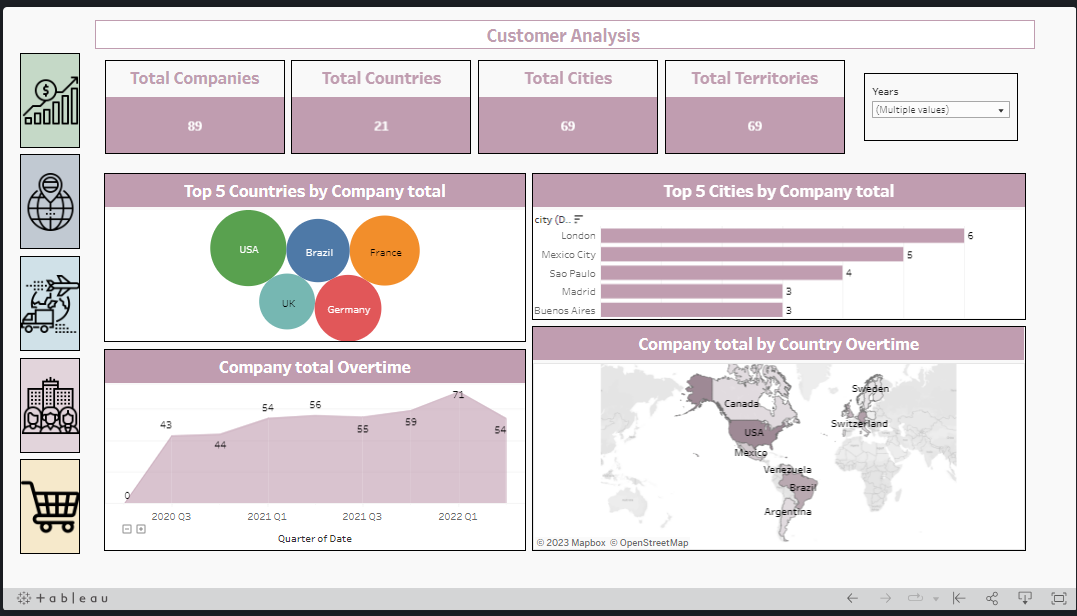 Customer Analysis
Total Companies
89
Total Countries
21
Total Cities
69
Total Territories
69
Years
(Multiple values)
$
Top 5 Countries by Company total
USA
Brazil
France
UK
Germany
Top 5 Cities by Company total
city (D..
London 6
Mexico City 5
Sao Paulo 4
Madrid 3
Buenos Aires 3
Company total Overtime
0
43
44
54
56
55
59
71
54
2020 Q3
2021 Q1
2021 Q3
2022 Q1
Quarter of Date
Company total by Country Overtime
Sweden
Canada
Switzerland
USA
Mexico
Venezuela
Brazil
Argentina
© 2023 Mapbox © OpenStreetMap
+ a b l e a u